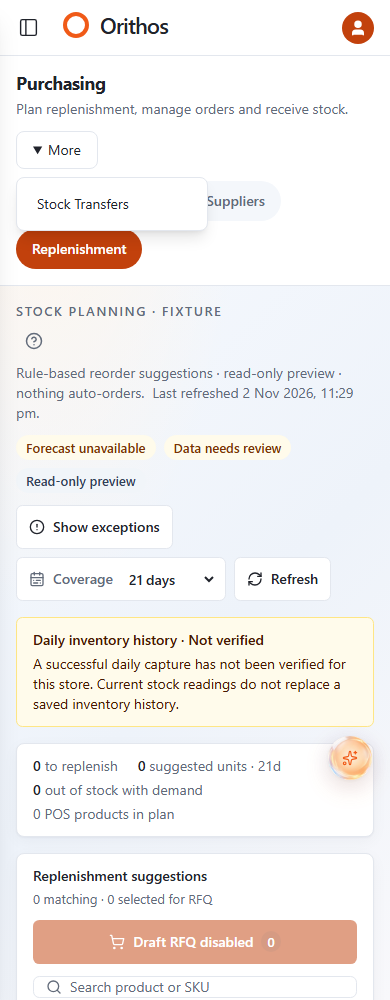 Orithos
Purchasing
Plan replenishment, manage orders and receive stock.
▼ More
Stock Transfers
Suppliers
Replenishment
STOCK PLANNING · FIXTURE
Rule-based reorder suggestions · read-only preview ·
nothing auto-orders. Last refreshed 2 Nov 2026, 11:29
pm.
Forecast unavailable
Data needs review
Read-only preview
Show exceptions
Coverage 21 days
Refresh
Daily inventory history · Not verified
A successful daily capture has not been verified for
this store. Current stock readings do not replace a
saved inventory history.
0 to replenish 0 suggested units · 21d
0 out of stock with demand
0 POS products in plan
Replenishment suggestions
0 matching · 0 selected for RFQ
Draft RFQ disabled 0
Search product or SKU